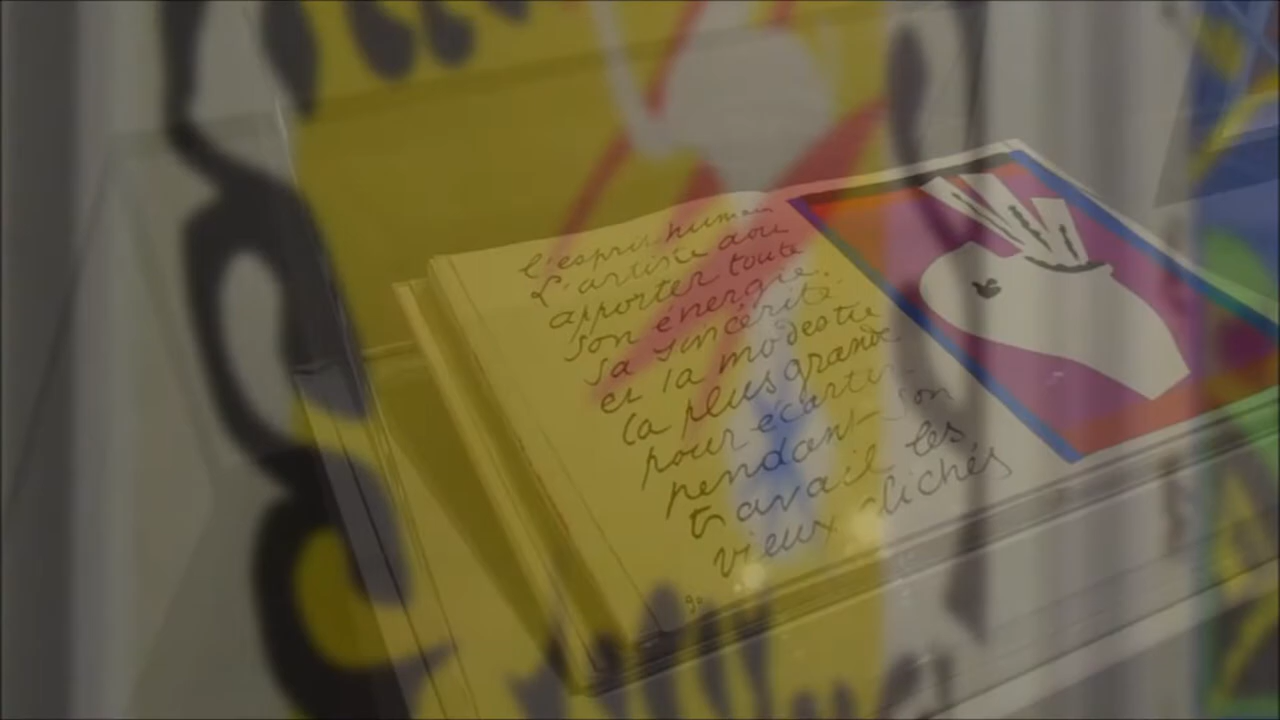 l'esprit humain
L'artiste doit
apporter toute
son énergie.
Sa sincérité
et la modestie
la plus grande
pour écarter
pendant son
travail les
vieux clichés
90